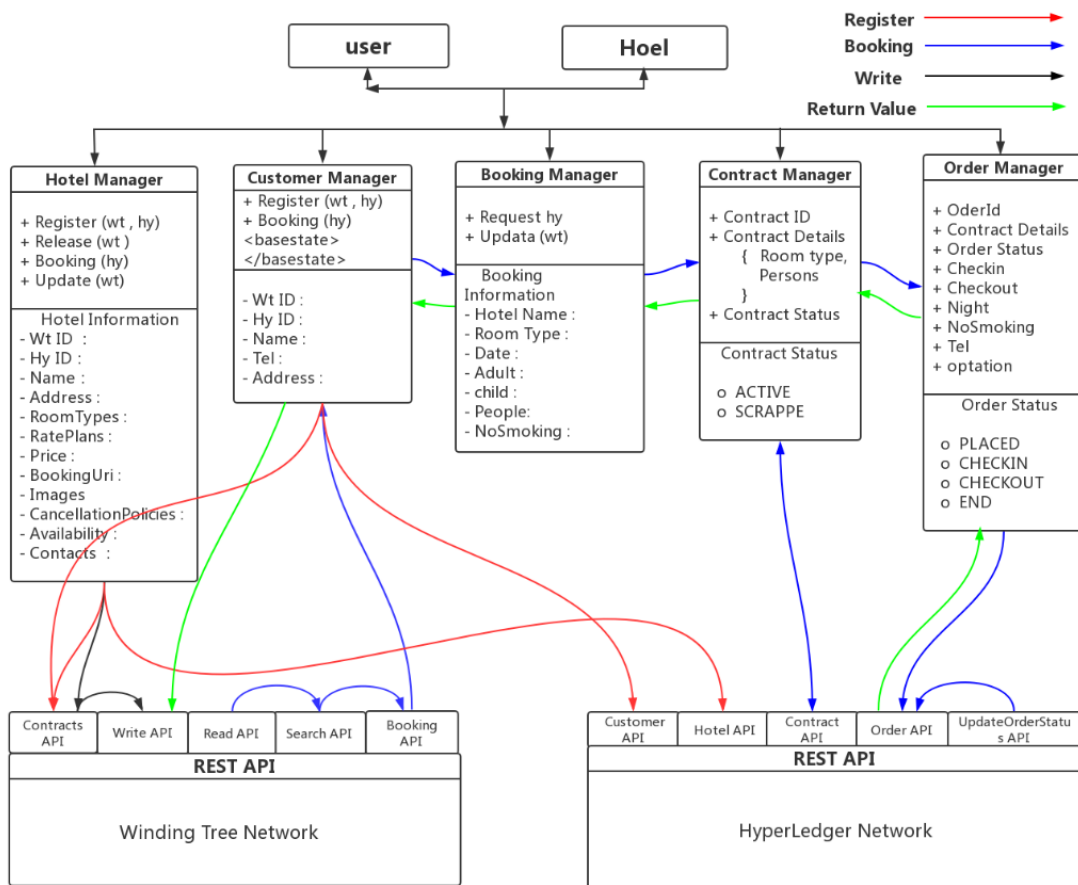 user
Hoel
Register
Booking
Write
Return Value
Hotel Manager
+ Register (wt , hy)
+ Release (wt )
+ Booking (hy)
+ Update (wt)
Hotel Information
- Wt ID :
- Hy ID :
- Name :
- Address :
- RoomTypes :
- RatePlans :
- Price :
- BookingUri :
- Images
- CancellationPolicies :
- Availability :
- Contacts :
Customer Manager
+ Register (wt , hy)
+ Booking (hy)
<basestate>
</basestate>
- Wt ID :
- Hy ID :
- Name :
- Tel :
- Address :
Booking Manager
+ Request hy
+ Updata (wt)
Booking
Information
- Hotel Name :
- Room Type :
- Date :
- Adult :
- child :
- People:
- NoSmoking :
Contract Manager
+ Contract ID
+ Contract Details
{ Room type,
Persons
}
+ Contract Status
Contract Status
o ACTIVE
o SCRAPPE
Order Manager
+ OderId
+ Contract Details
+ Order Status
+ Checkin
+ Checkout
+ Night
+ NoSmoking
+ Tel
+ optation
Order Status
o PLACED
o CHECKIN
o CHECKOUT
o END
Contracts
API
Write API
Read API
Search API
Booking
API
REST API
Winding Tree Network
Customer
API
Hotel API
Contract
API
Order API
UpdateOrderStatu
s API
REST API
HyperLedger Network